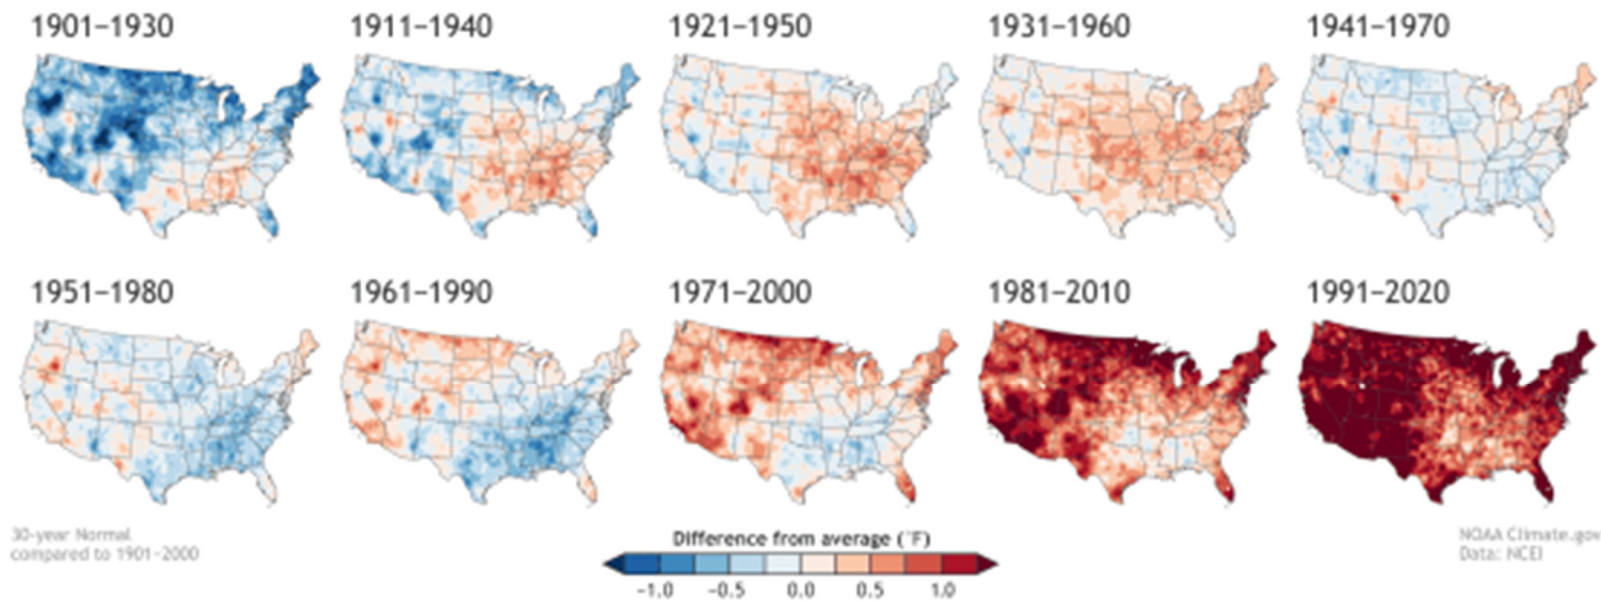 1901–1930
1911–1940
1921–1950
1931–1960
1941–1970
1951–1980
1961–1990
1971–2000
1981–2010
1991–2020
30-year Normal
compared to 1901–2000
Difference from average (°F)
-1.0 -0.5 0.0 0.5 1.0
NOAA Climate.gov
Data: NCEI